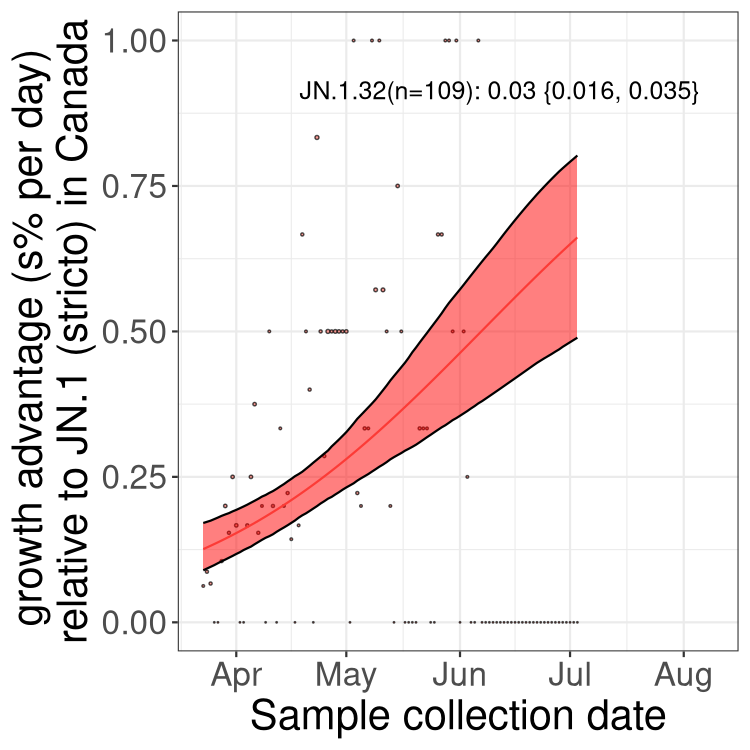 growth advantage (s% per day)
relative to JN.1 (stricto) in Canada
1.00
0.75
0.50
0.25
0.00
JN.1.32(n=109): 0.03 {0.016, 0.035}
Apr May Jun Jul Aug
Sample collection date